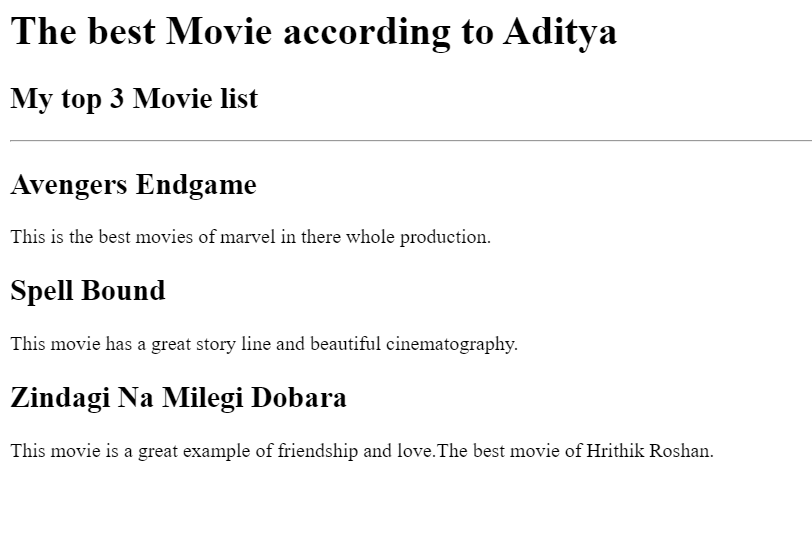 The best Movie according to Aditya
My top 3 Movie list
Avengers Endgame
This is the best movies of marvel in there whole production.
Spell Bound
This movie has a great story line and beautiful cinematography.
Zindagi Na Milegi Dobara
This movie is a great example of friendship and love.The best movie of Hrithik Roshan.